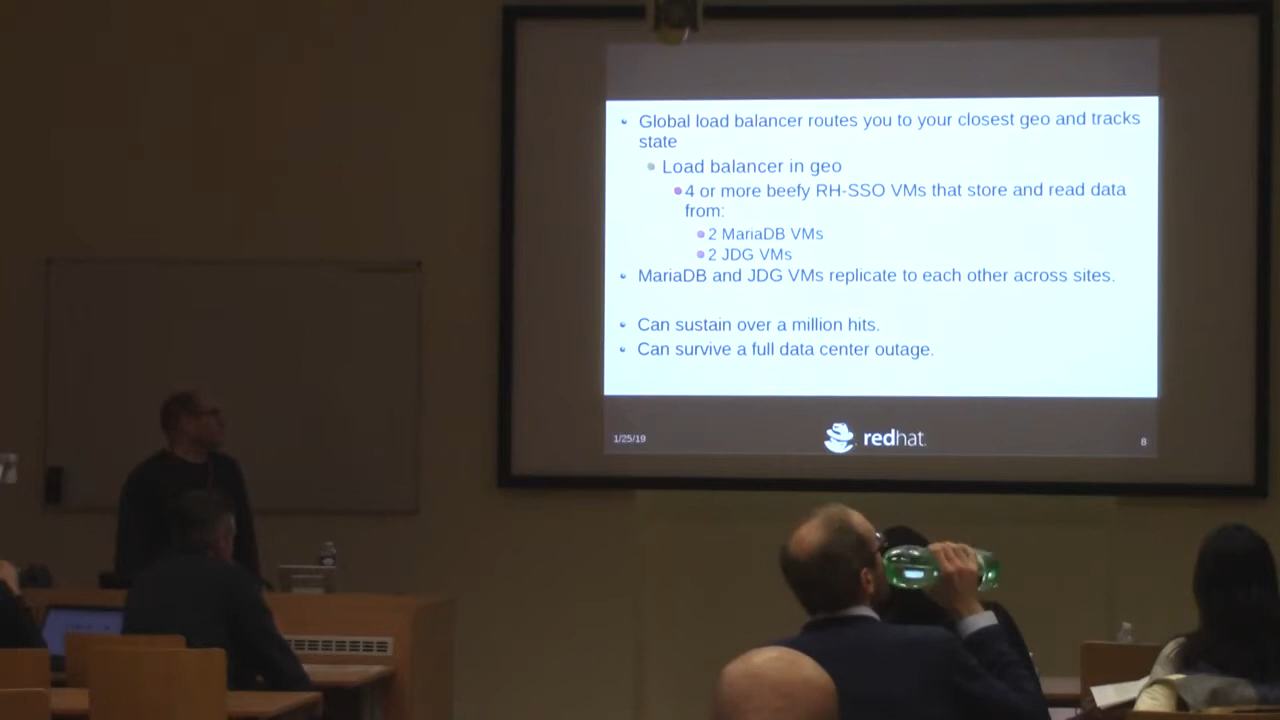 Global load balancer routes you to your closest geo and tracks
state
Load balancer in geo
4 or more beefy RH-SSO VMs that store and read data
from:
2 MariaDB VMs
2 JDG VMs
MariaDB and JDG VMs replicate to each other across sites.
Can sustain over a million hits.
Can survive a full data center outage.
1/25/19
redhat.
8